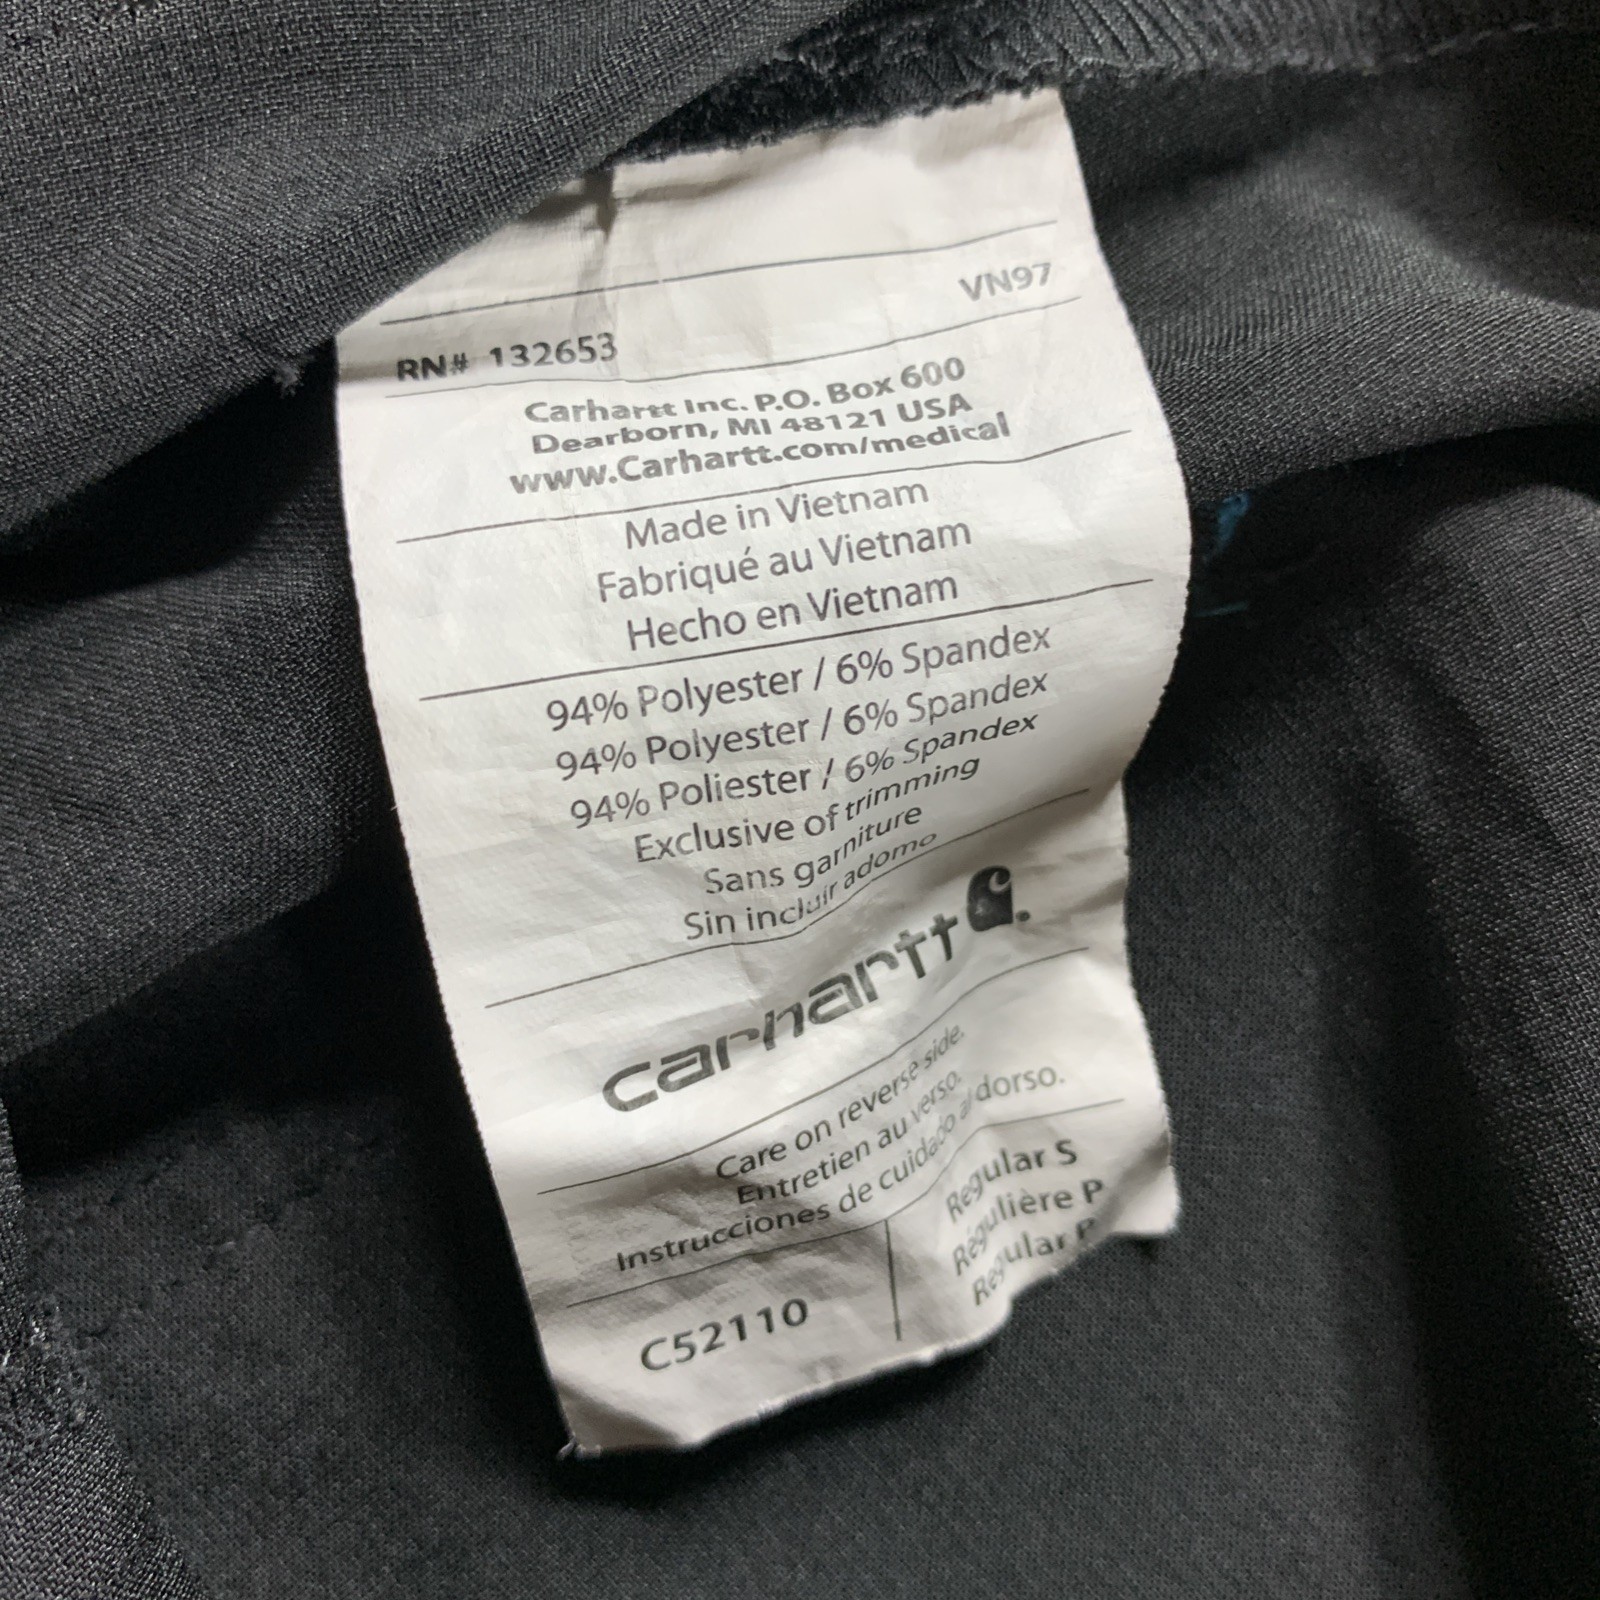 VN97
RN# 132653
Carhartt Inc. P.O. Box 600
Dearborn, MI 48121 USA
www.Carhartt.com/medical
Made in Vietnam
Fabriqué au Vietnam
Hecho en Vietnam
94% Polyester / 6% Spandex
94% Polyester / 6% Spandex
94% Poliester / 6% Spandex
Exclusive of trimming
Sans garniture
Sin incluir adorno
carhartt
Care on reverse side.
Entretien au verso.
Instrucciones de cuidado al dorso.
Regular S
Régulière P
Regular P
C52110